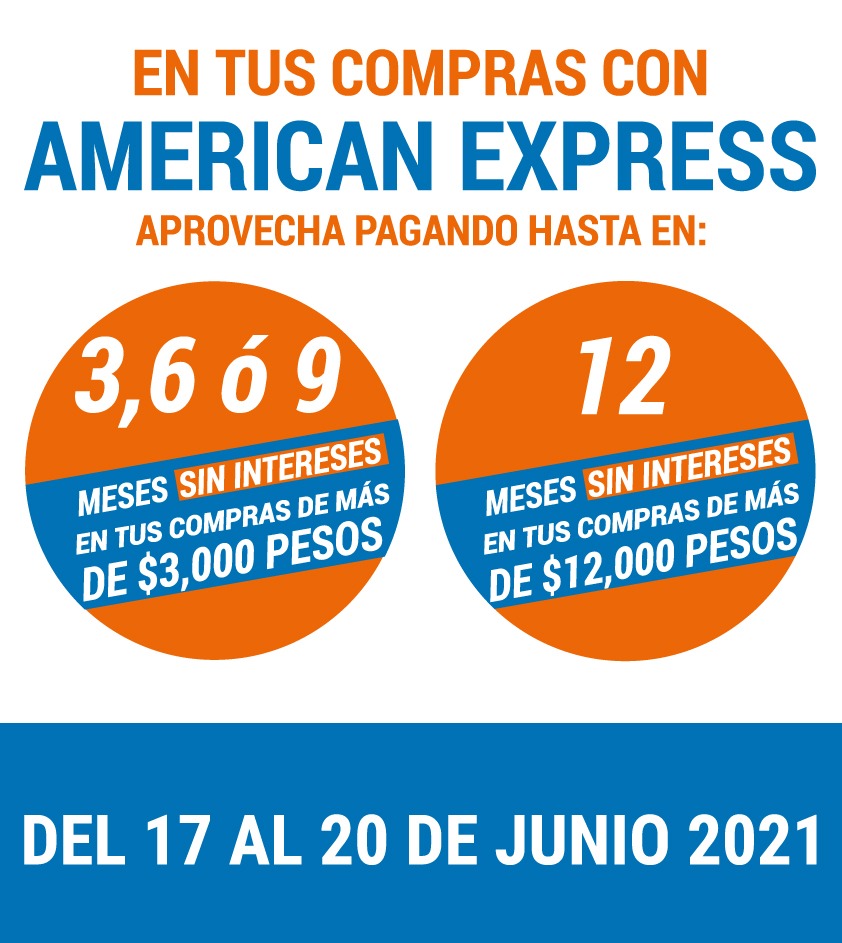 EN TUS COMPRAS CON
AMERICAN EXPRESS
APROVECHA PAGANDO HASTA EN:
3,6 ó 9
MESES SIN INTERESES
EN TUS COMPRAS DE MÁS
DE $3,000 PESOS
12
MESES SIN INTERESES
EN TUS COMPRAS DE MÁS
DE $12,000 PESOS
DEL 17 AL 20 DE JUNIO 2021